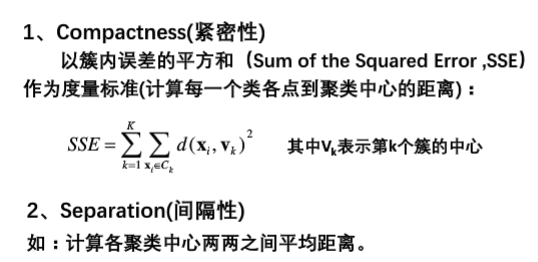 1、Compactness(紧密性)
以簇内误差的平方和（Sum of the Squared Error ,SSE）
作为度量标准(计算每一个类各点到聚类中心的距离)：
SSE = \sum_{k=1}^{K} \sum_{\mathbf{x}_i \in C_k} d(\mathbf{x}_i, \mathbf{v}_k)^2 其中V_k表示第k个簇的中心
2、Separation(间隔性)
如：计算各聚类中心两两之间平均距离。